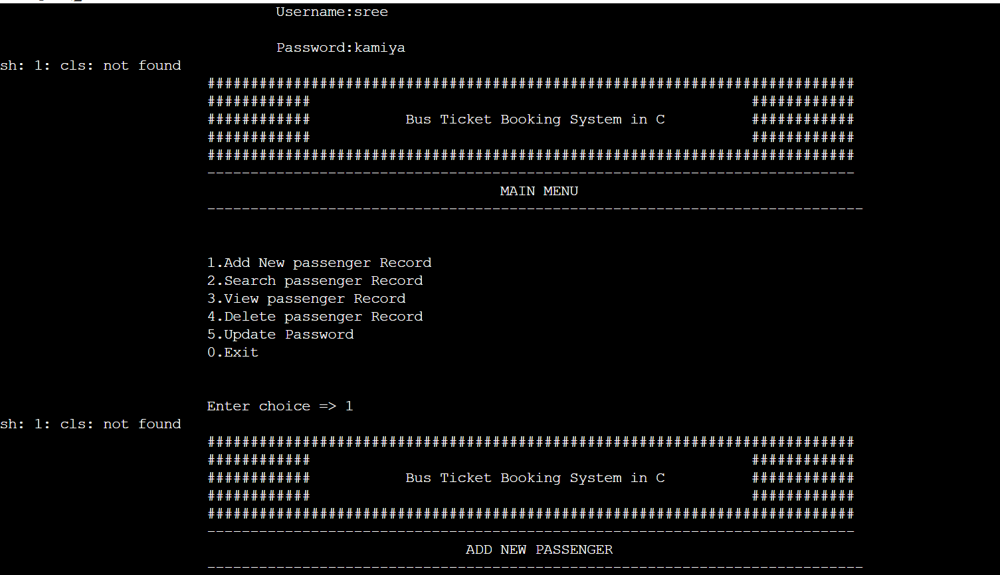 Username:sree
Password:kamiya
sh: 1: cls: not found
###########################################################################
############ ############
############ Bus Ticket Booking System in C ############
############ ############
###########################################################################
---------------------------------------------------------------------------
MAIN MENU
----------------------------------------------------------------------------
1.Add New passenger Record
2.Search passenger Record
3.View passenger Record
4.Delete passenger Record
5.Update Password
0.Exit
Enter choice => 1
sh: 1: cls: not found
###########################################################################
############ ############
############ Bus Ticket Booking System in C ############
############ ############
###########################################################################
---------------------------------------------------------------------------
ADD NEW PASSENGER
----------------------------------------------------------------------------